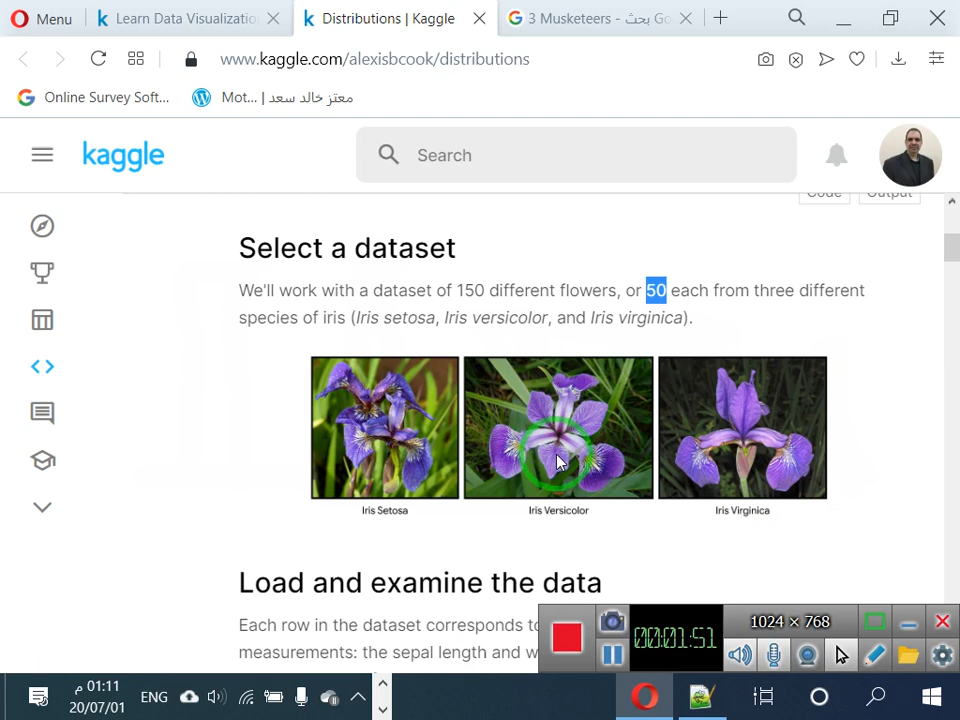 Menu
Learn Data Visualizatio
Distributions | Kaggle
3 Musketeers - بحث Go
www.kaggle.com/alexisbcook/distributions
Online Survey Soft...
Mot... | معتز خالد سعد
kaggle
Search
Code
Output
Select a dataset
We'll work with a dataset of 150 different flowers, or 50 each from three different
species of iris (Iris setosa, Iris versicolor, and Iris virginica).
Iris Setosa
Iris Versicolor
Iris Virginica
Load and examine the data
Each row in the dataset corresponds to
measurements: the sepal length and w
00:01:51
1024 × 768
01:11 م
20/07/01
ENG